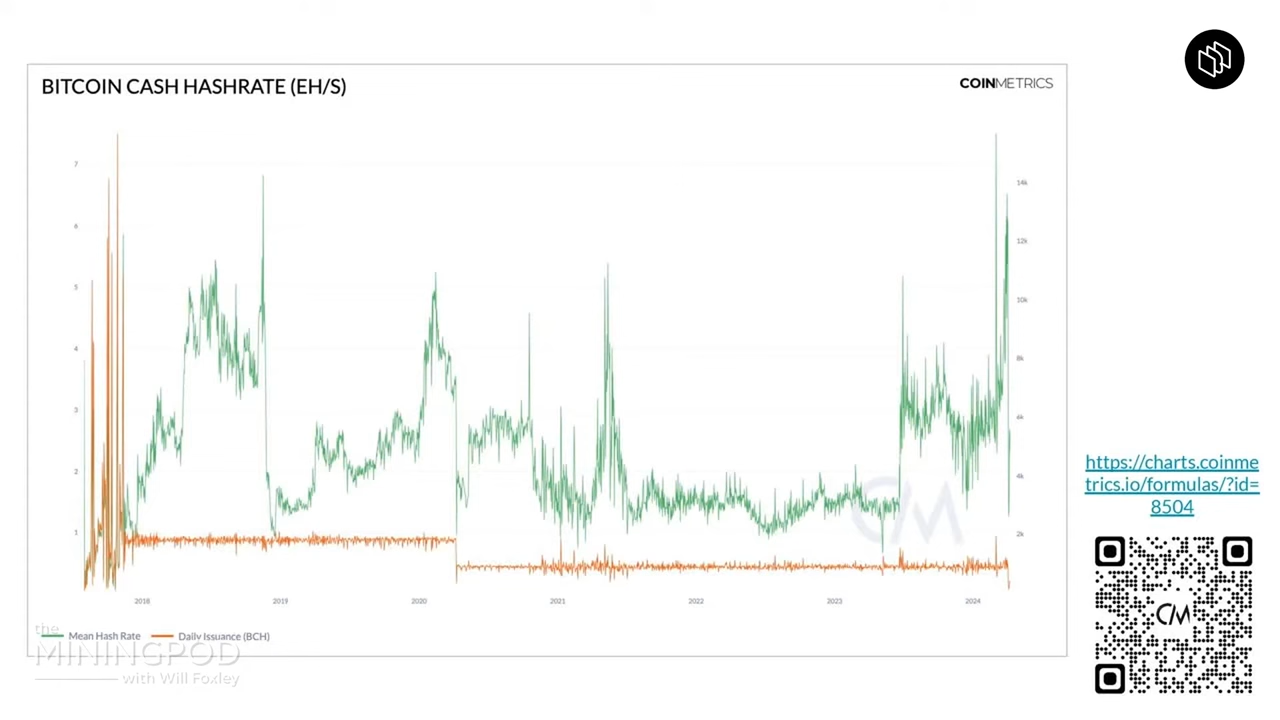 BITCOIN CASH HASHRATE (EH/S)
COINMETRICS
7
6
5
4
3
2
1
14k
12k
10k
8k
6k
4k
2k
2018 2019 2020 2021 2022 2023 2024
Mean Hash Rate Daily Issuance (BCH)
CM
the
MININGPOD
with Will Foxley
https://charts.coinme
trics.io/formulas/?id=
8504
CM